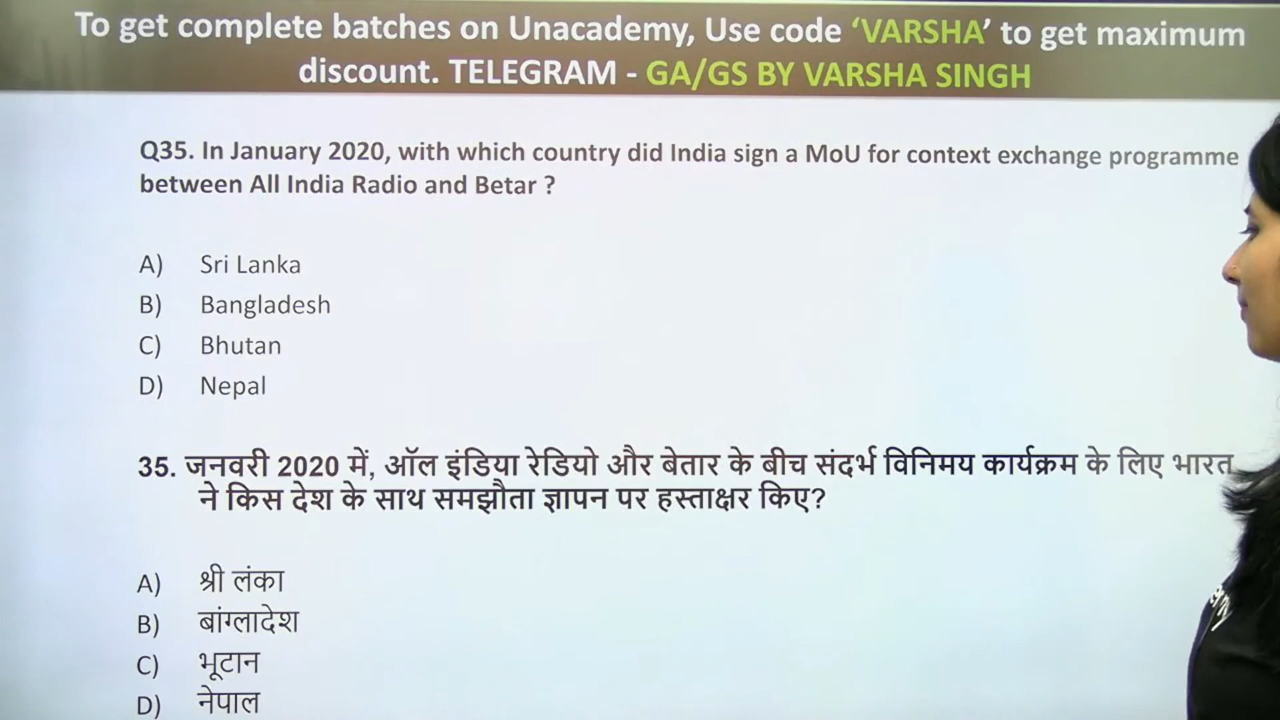 To get complete batches on Unacademy, Use code ‘VARSHA’ to get maximum
discount. TELEGRAM - GA/GS BY VARSHA SINGH
Q35. In January 2020, with which country did India sign a MoU for context exchange programme
between All India Radio and Betar ?
A) Sri Lanka
B) Bangladesh
C) Bhutan
D) Nepal
35. जनवरी 2020 में, ऑल इंडिया रेडियो और बेतार के बीच संदर्भ विनिमय कार्यक्रम के लिए भारत
ने किस देश के साथ समझौता ज्ञापन पर हस्ताक्षर किए?
A) श्री लंका
B) बांग्लादेश
C) भूटान
D) नेपाल